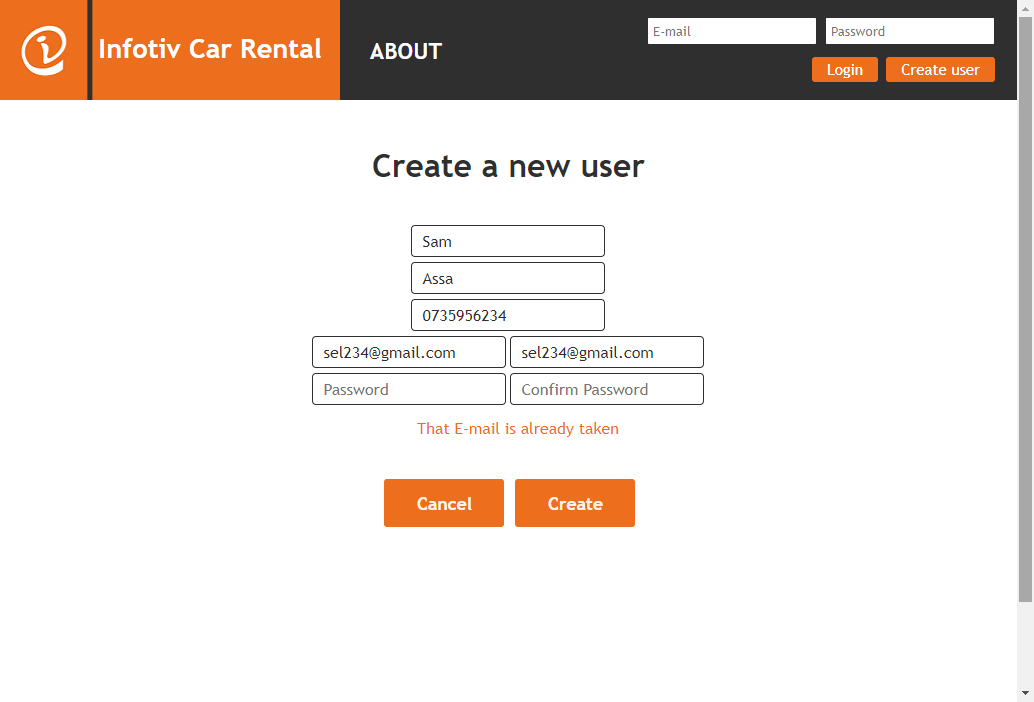 Infotiv Car Rental
ABOUT
E-mail Password
Login Create user
Create a new user
Sam
Assa
0735956234
sel234@gmail.com sel234@gmail.com
Password Confirm Password
That E-mail is already taken
Cancel Create